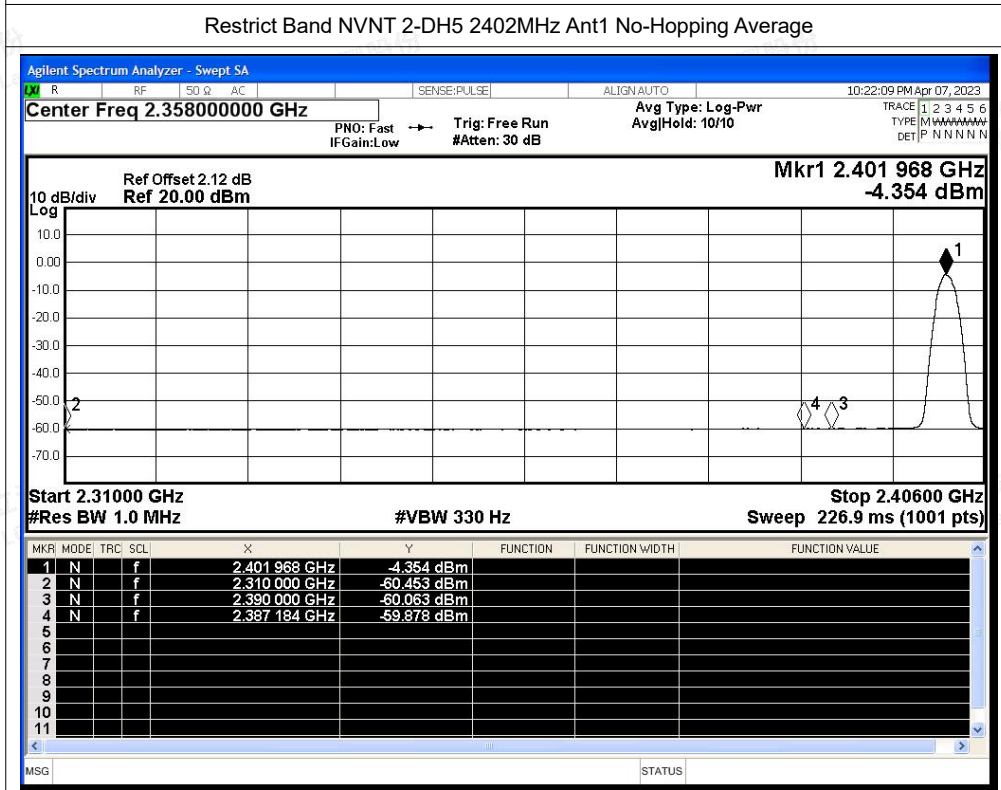 Restrict Band NVNT 2-DH5 2402MHz Ant1 No-Hopping Average
Agilent Spectrum Analyzer - Swept SA
LXI R RF 50 Ω AC SENSE:PULSE ALIGN AUTO 10:22:09 PM Apr 07, 2023
Center Freq 2.358000000 GHz
PNO: Fast
IFGain:Low
Trig: Free Run
#Atten: 30 dB
Avg Type: Log-Pwr
Avg|Hold: 10/10
TRACE 1 2 3 4 5 6
TYPE M WWWWW
DET P N N N N N
Mkr1 2.401 968 GHz
-4.354 dBm
Ref Offset 2.12 dB
10 dB/div Ref 20.00 dBm
Log
10.0
0.00
-10.0
-20.0
-30.0
-40.0
-50.0
-60.0
-70.0
1
2
4
3
Start 2.31000 GHz Stop 2.40600 GHz
#Res BW 1.0 MHz #VBW 330 Hz Sweep 226.9 ms (1001 pts)
MKR MODE TRC SCL X Y FUNCTION FUNCTION WIDTH FUNCTION VALUE
1 N f 2.401 968 GHz -4.354 dBm
2 N f 2.310 000 GHz -60.453 dBm
3 N f 2.390 000 GHz -60.063 dBm
4 N f 2.387 184 GHz -59.878 dBm
5
6
7
8
9
10
11
MSG STATUS